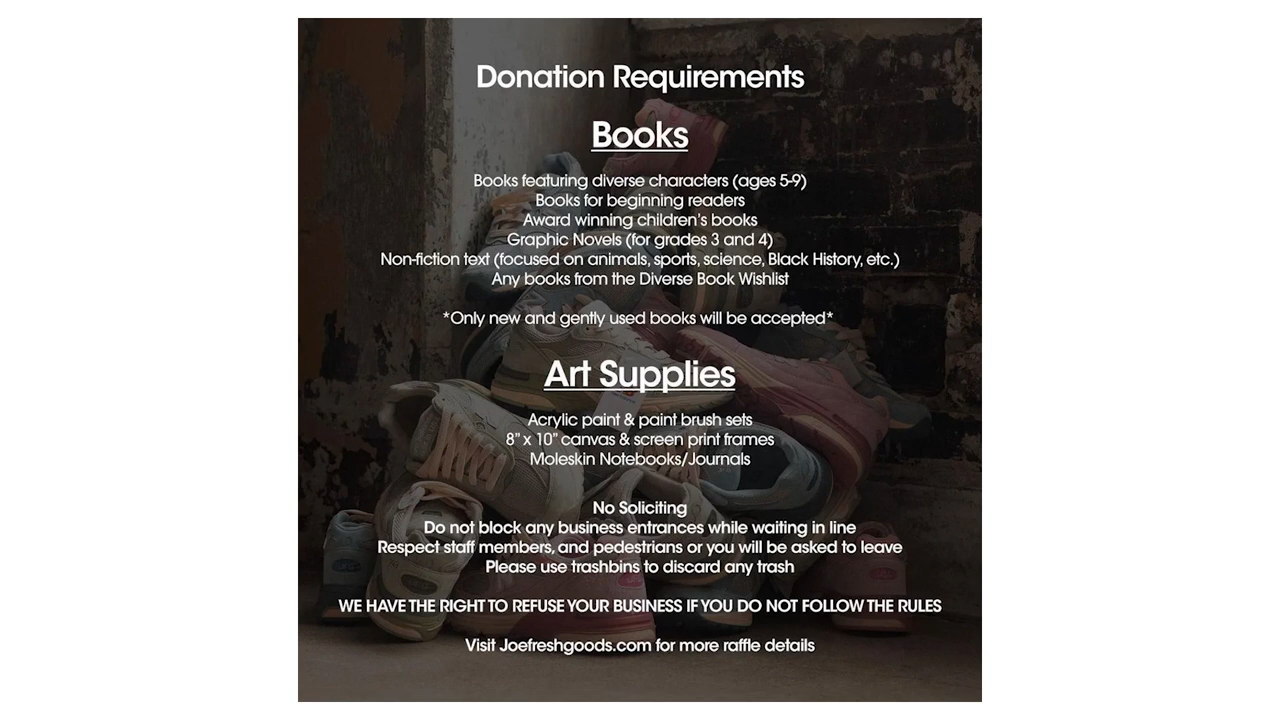 Donation Requirements
Books
Books featuring diverse characters (ages 5-9)
Books for beginning readers
Award winning children's books
Graphic Novels (for grades 3 and 4)
Non-fiction text (focused on animals, sports, science, Black History, etc.)
Any books from the Diverse Book Wishlist
*Only new and gently used books will be accepted*
Art Supplies
Acrylic paint & paint brush sets
8” x 10” canvas & screen print frames
Moleskin Notebooks/Journals
No Soliciting
Do not block any business entrances while waiting in line
Respect staff members, and pedestrians or you will be asked to leave
Please use trashbins to discard any trash
WE HAVE THE RIGHT TO REFUSE YOUR BUSINESS IF YOU DO NOT FOLLOW THE RULES
Visit Joefreshgoods.com for more raffle details